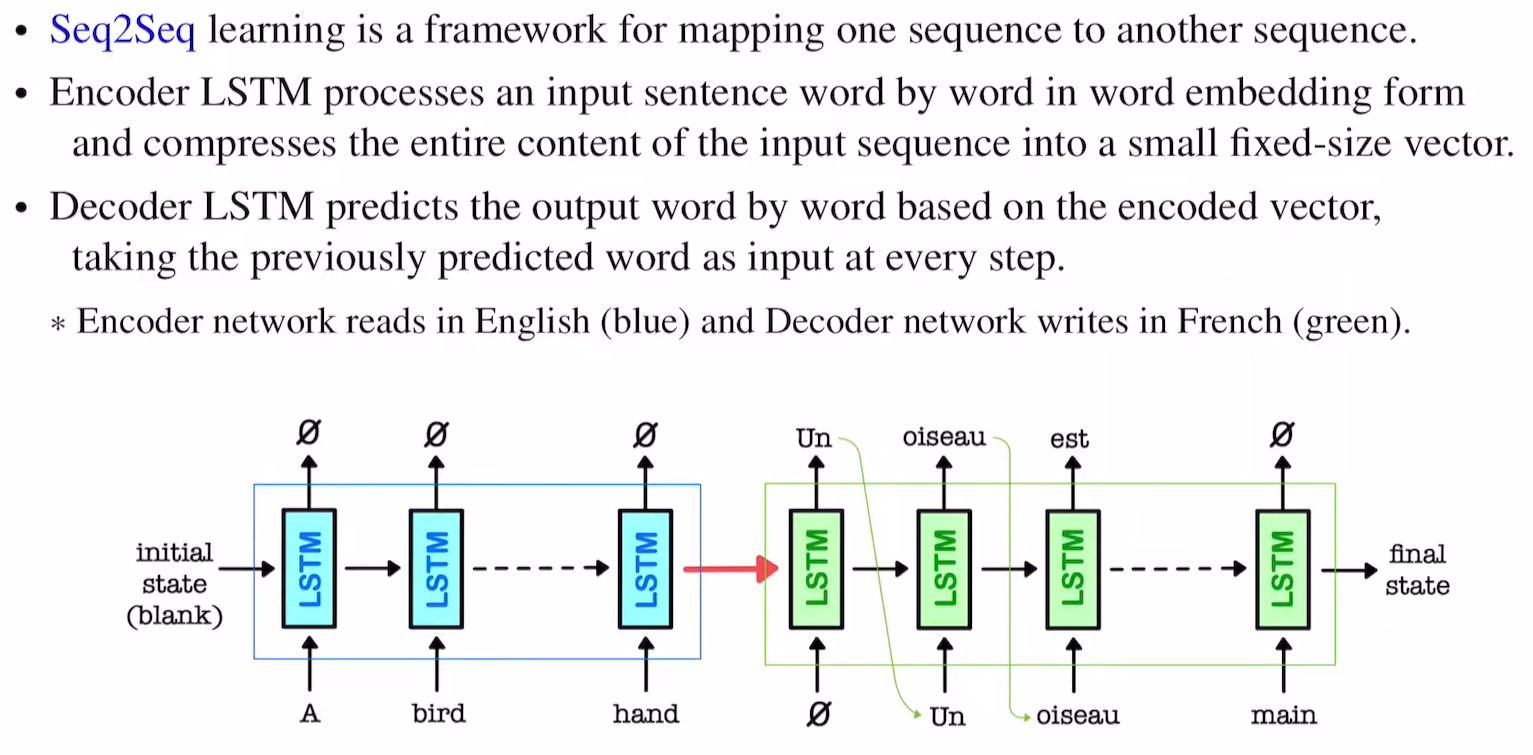 • Seq2Seq learning is a framework for mapping one sequence to another sequence.
• Encoder LSTM processes an input sentence word by word in word embedding form
and compresses the entire content of the input sequence into a small fixed-size vector.
• Decoder LSTM predicts the output word by word based on the encoded vector,
taking the previously predicted word as input at every step.
* Encoder network reads in English (blue) and Decoder network writes in French (green).
Ø Ø Ø Un oiseau est Ø
initial
state
(blank)
LSTM LSTM LSTM LSTM LSTM LSTM LSTM
final
state
A bird hand Ø Un oiseau main